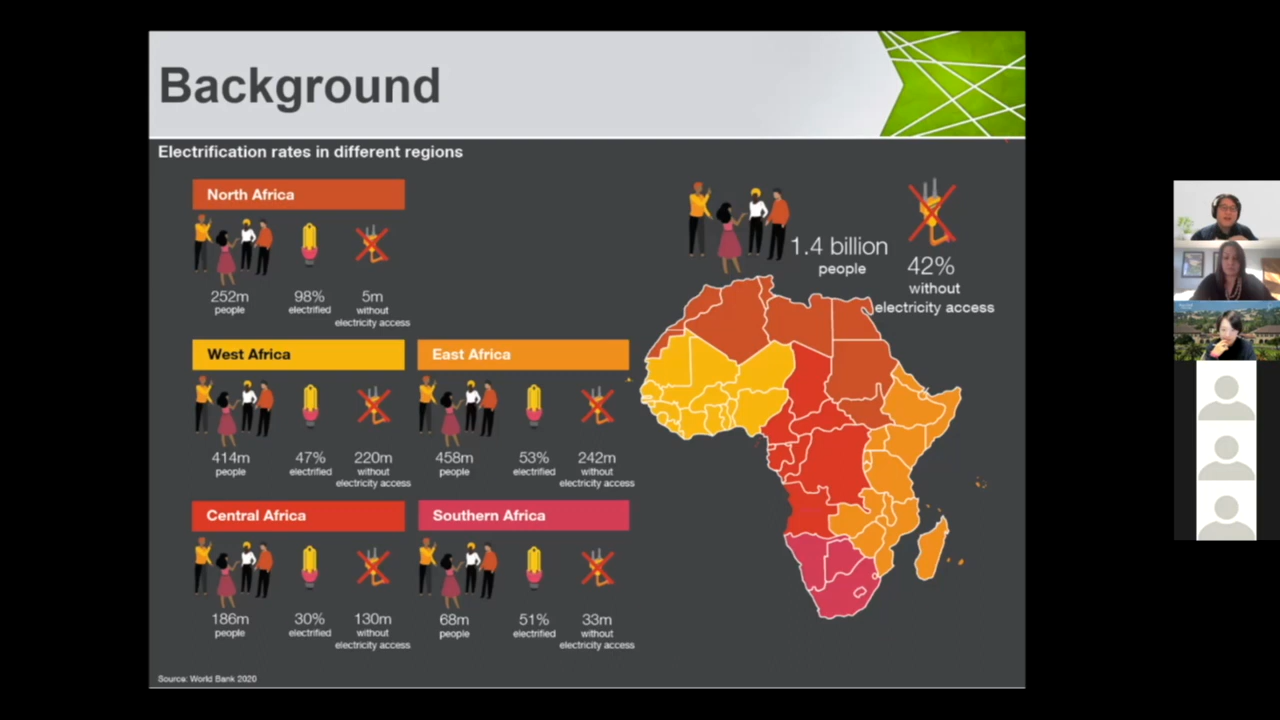 Background
Electrification rates in different regions
North Africa
252m
people
98%
electrified
5m
without
electricity access
1.4 billion
people
42%
without
electricity access
West Africa
414m
people
47%
electrified
220m
without
electricity access
East Africa
458m
people
53%
electrified
242m
without
electricity access
Central Africa
186m
people
30%
electrified
130m
without
electricity access
Southern Africa
68m
people
51%
electrified
33m
without
electricity access
Source: World Bank 2020